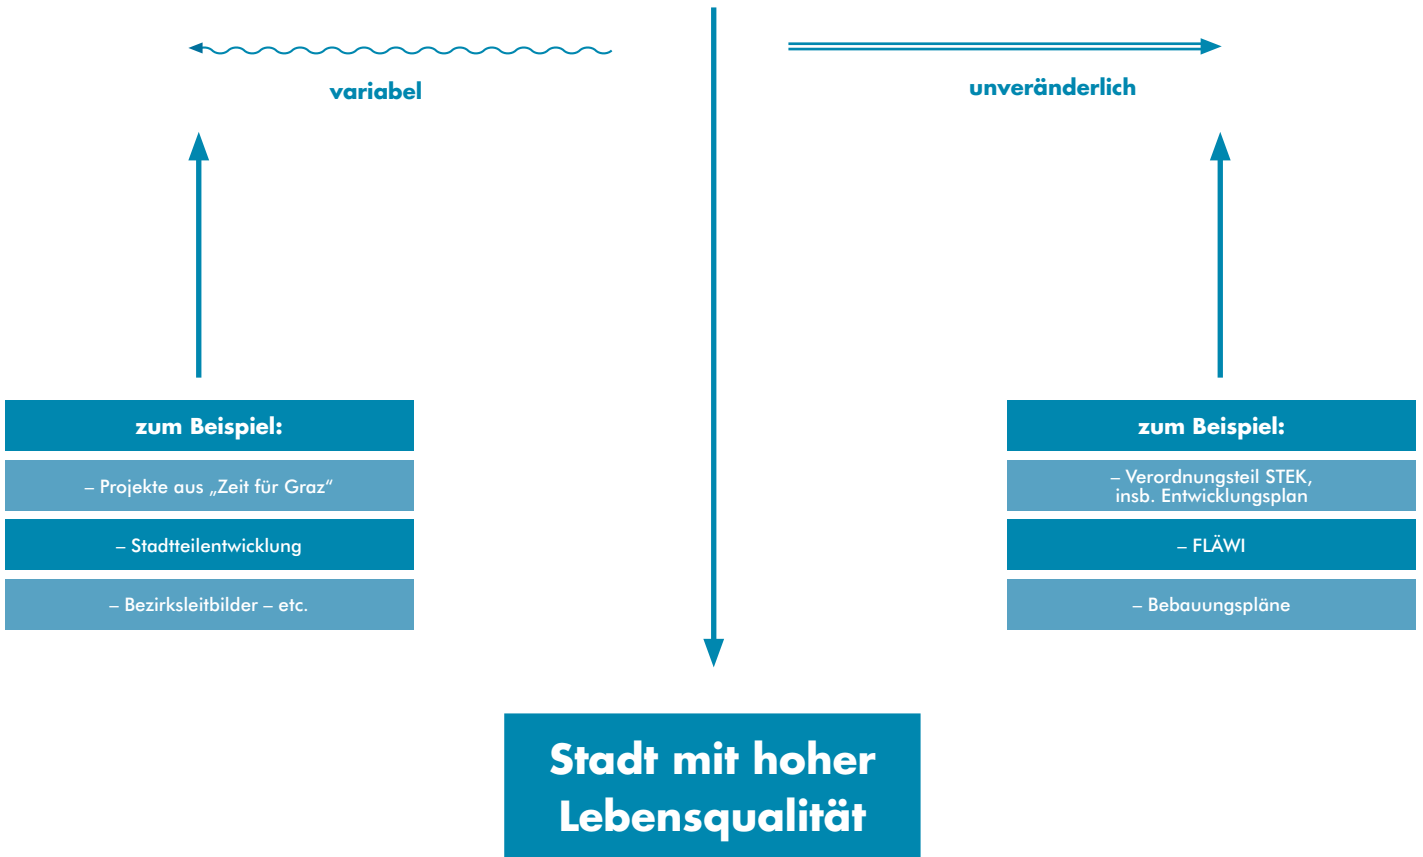 variabel
unveränderlich
zum Beispiel:
– Projekte aus „Zeit für Graz“
– Stadtteilentwicklung
– Bezirksleitbilder – etc.
zum Beispiel:
– Verordnungsteil STEK,
insb. Entwicklungsplan
– FLÄWI
– Bebauungspläne
Stadt mit hoher
Lebensqualität